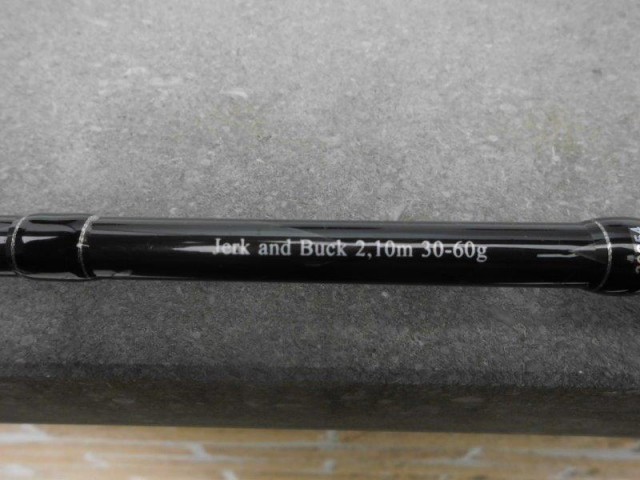 Jerk and Buck 2,10m 30-60g